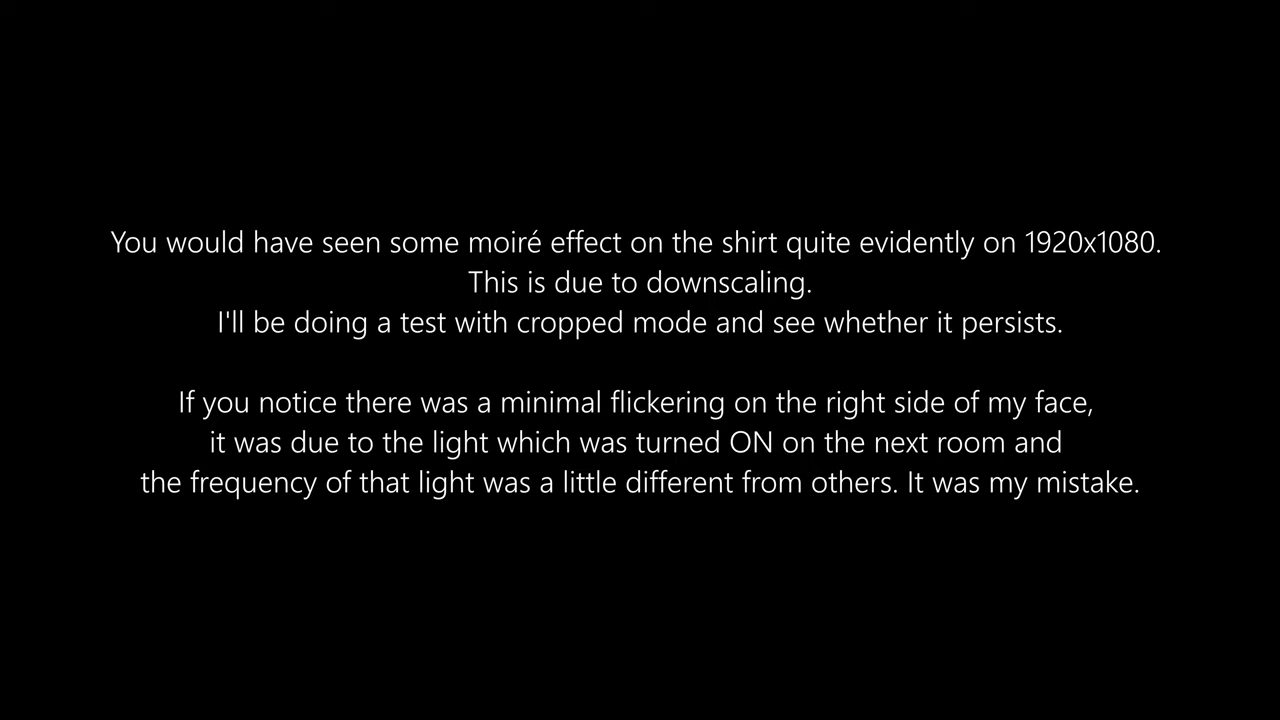 You would have seen some moiré effect on the shirt quite evidently on 1920x1080.
This is due to downscaling.
I'll be doing a test with cropped mode and see whether it persists.
If you notice there was a minimal flickering on the right side of my face,
it was due to the light which was turned ON on the next room and
the frequency of that light was a little different from others. It was my mistake.